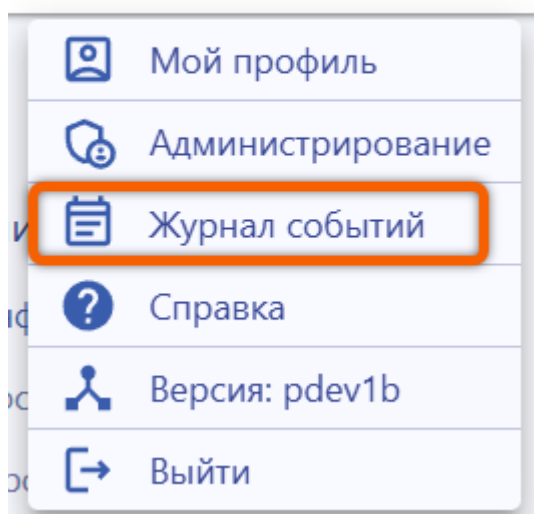 Мой профиль
Администрирование
Журнал событий
Справка
Версия: pdev1b
Выйти